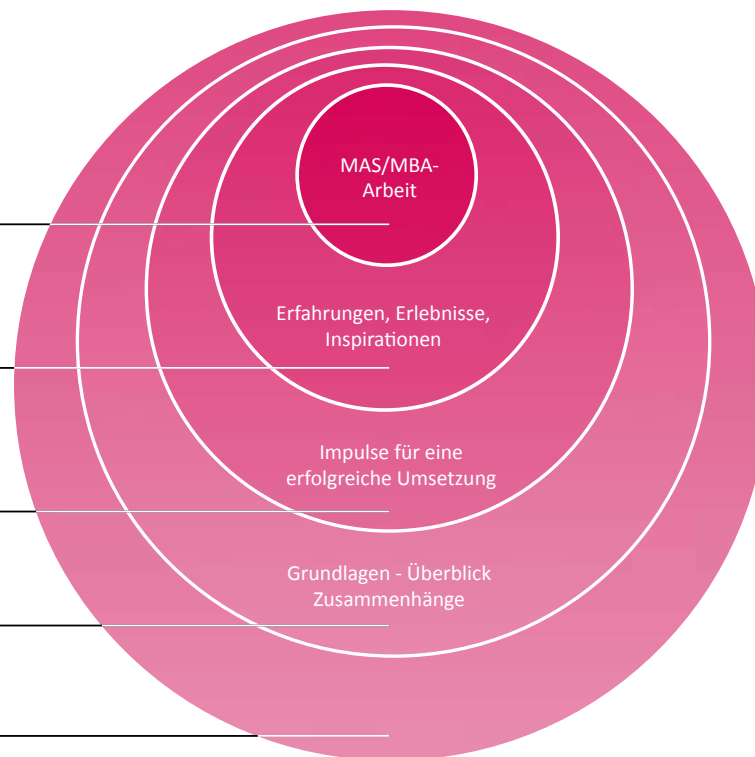 MAS/MBA-
Arbeit
Erfahrungen, Erlebnisse,
Inspirationen
Impulse für eine
erfolgreiche Umsetzung
Grundlagen - Überblick
Zusammenhänge